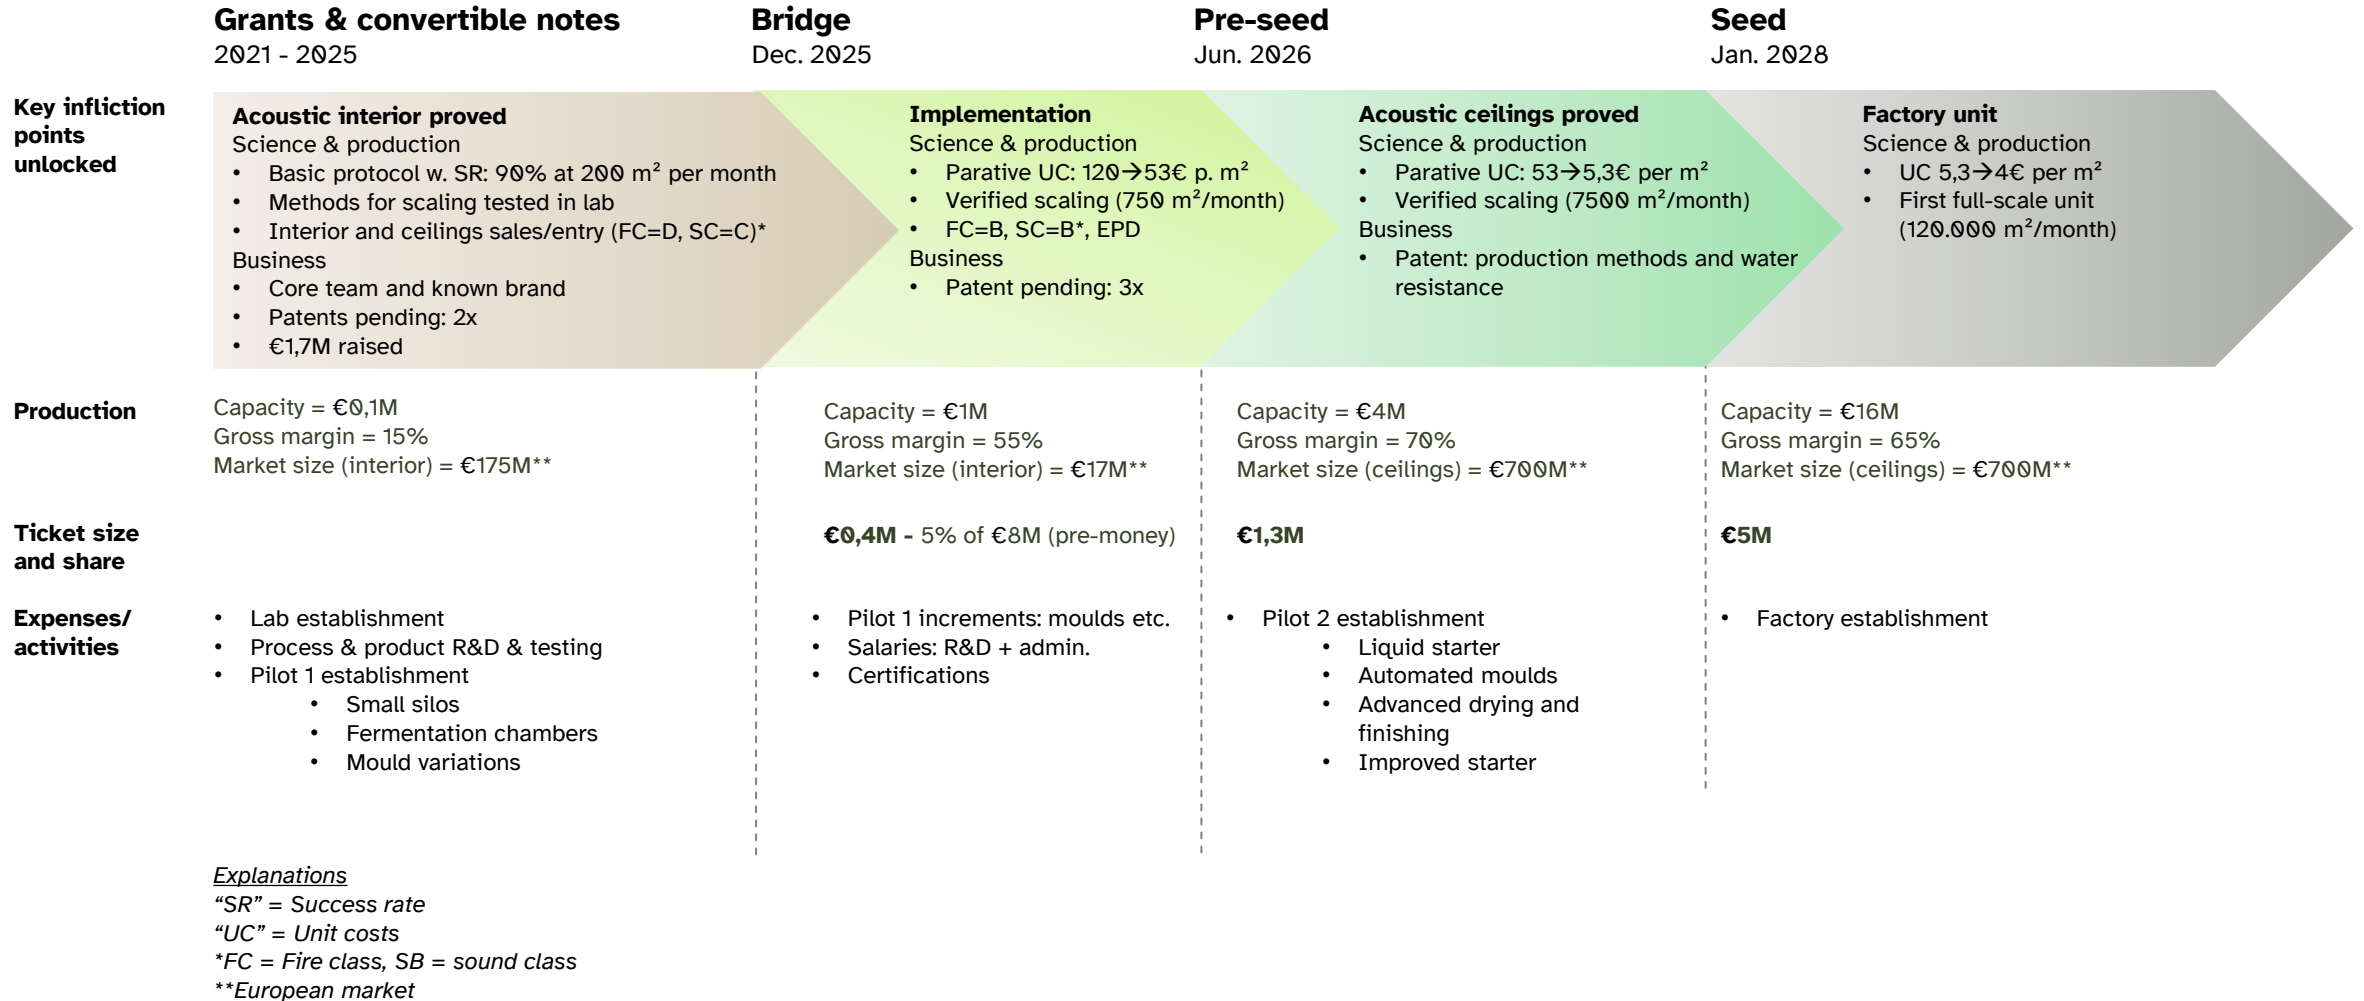 Grants & convertible notes
2021 - 2025
Bridge
Dec. 2025
Pre-seed
Jun. 2026
Seed
Jan. 2028
Key infliction
points
unlocked
Acoustic interior proved
Science & production
• Basic protocol w. SR: 90% at 200 m² per month
• Methods for scaling tested in lab
• Interior and ceilings sales/entry (FC=D, SC=C)*
Business
• Core team and known brand
• Patents pending: 2x
• €1,7M raised
Implementation
Science & production
• Parative UC: 120→53€ p. m²
• Verified scaling (750 m²/month)
• FC=B, SC=B*, EPD
Business
• Patent pending: 3x
Acoustic ceilings proved
Science & production
• Parative UC: 53→5,3€ per m²
• Verified scaling (7500 m²/month)
Business
• Patent: production methods and water
resistance
Factory unit
Science & production
• UC 5,3→4€ per m²
• First full-scale unit
(120.000 m²/month)
Production
Capacity = €0,1M
Gross margin = 15%
Market size (interior) = €175M**
Capacity = €1M
Gross margin = 55%
Market size (interior) = €17M**
Capacity = €4M
Gross margin = 70%
Market size (ceilings) = €700M**
Capacity = €16M
Gross margin = 65%
Market size (ceilings) = €700M**
Ticket size
and share
€0,4M - 5% of €8M (pre-money)
€1,3M
€5M
Expenses/
activities
• Lab establishment
• Process & product R&D & testing
• Pilot 1 establishment
• Small silos
• Fermentation chambers
• Mould variations
• Pilot 1 increments: moulds etc.
• Salaries: R&D + admin.
• Certifications
• Pilot 2 establishment
• Liquid starter
• Automated moulds
• Advanced drying and
finishing
• Improved starter
• Factory establishment
Explanations
“SR” = Success rate
“UC” = Unit costs
*FC = Fire class, SB = sound class
**European market